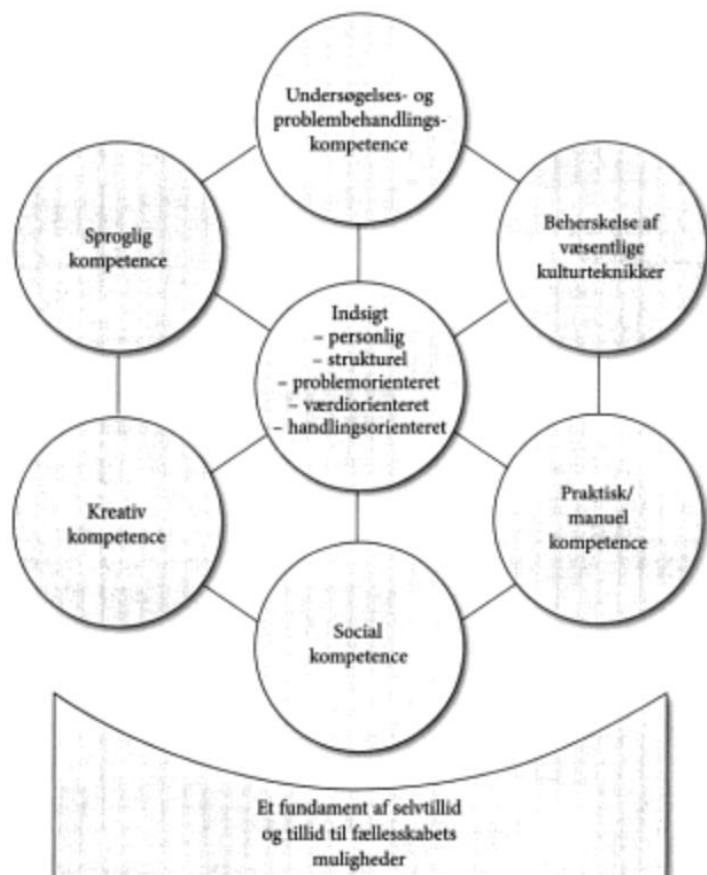 Undersøgelses- og
problembehandlings-
kompetence
Sproglig
kompetence
Beherskelse af
væsentlige
kulturteknikker
Indsigt
– personlig
– strukturel
– problemorienteret
– værdiorienteret
– handlingsorienteret
Kreativ
kompetence
Praktisk/
manuel
kompetence
Social
kompetence
Et fundament af selvtillid
og tillid til fællesskabets
muligheder